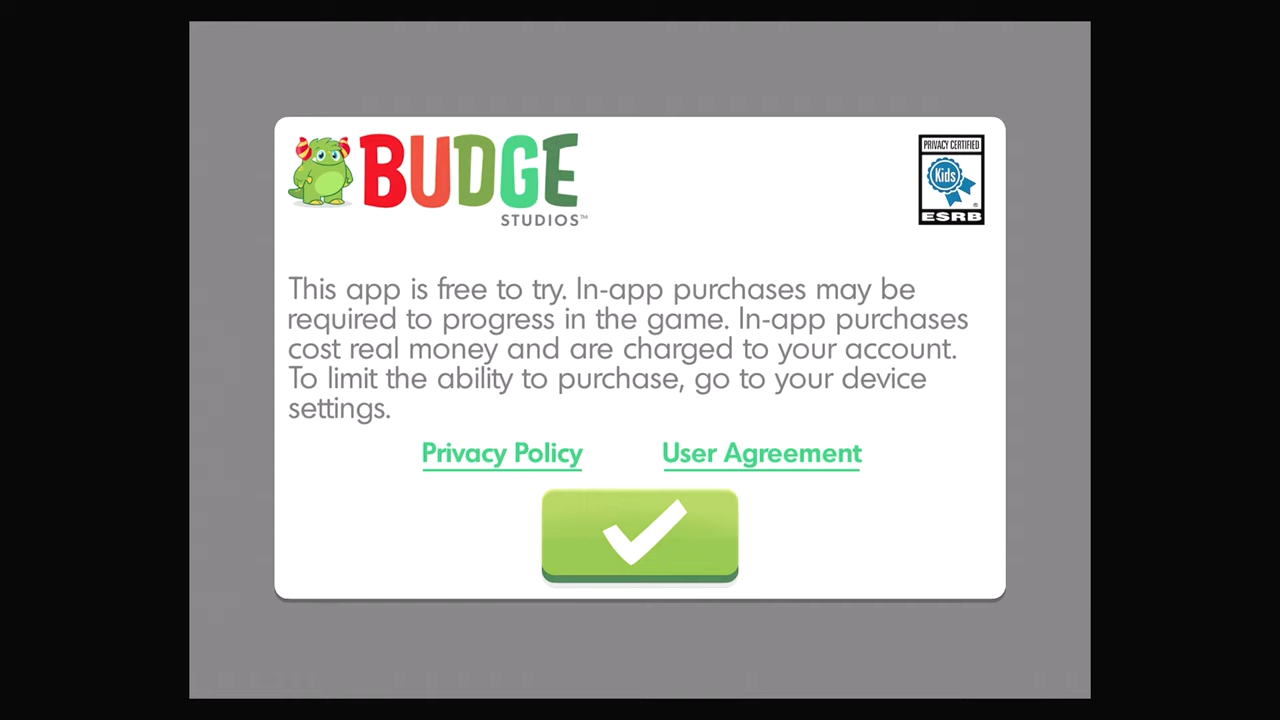 BUDGE
STUDIOS™
PRIVACY CERTIFIED
Kids
®
ESRB
This app is free to try. In-app purchases may be
required to progress in the game. In-app purchases
cost real money and are charged to your account.
To limit the ability to purchase, go to your device
settings.
Privacy Policy User Agreement